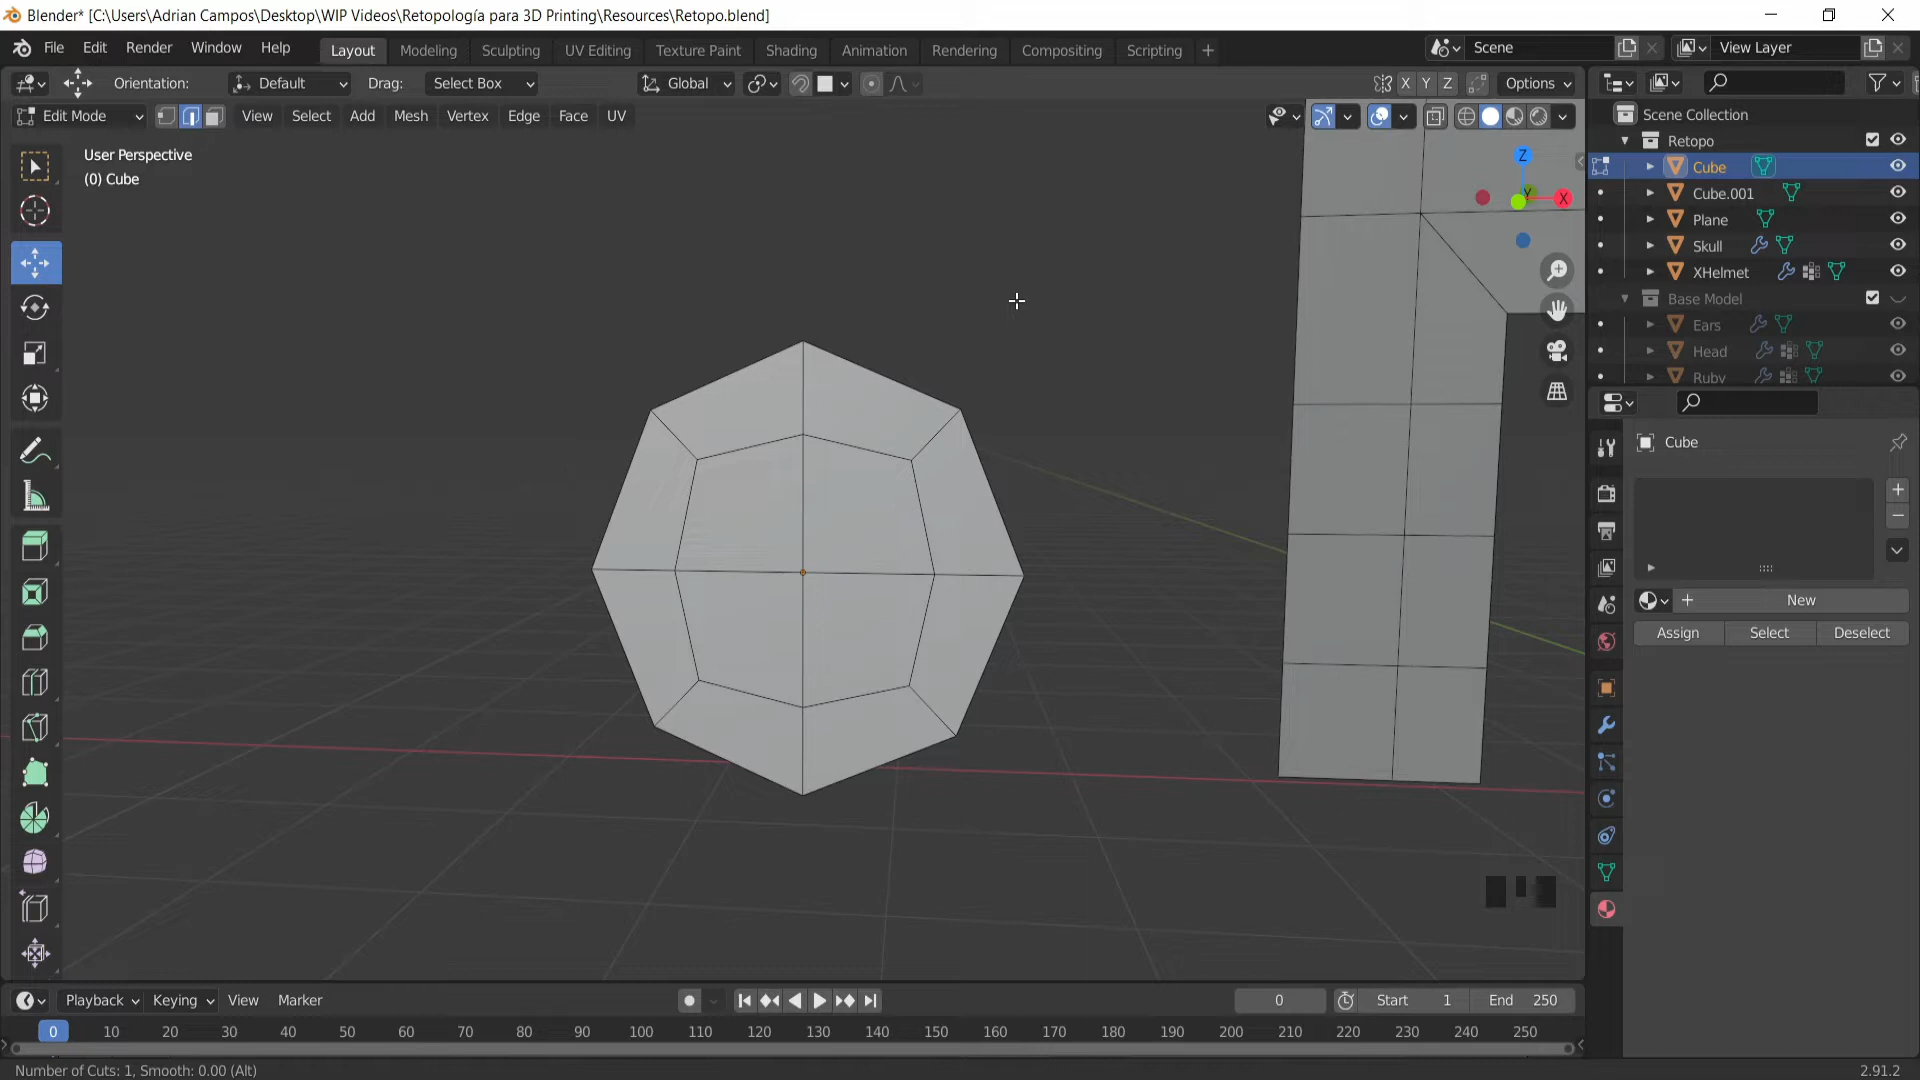 Blender* [C:\Users\Adrian Campos\Desktop\WIP Videos\Retopología para 3D Printing\Resources\Retopo.blend]
File Edit Render Window Help Layout Modeling Sculpting UV Editing Texture Paint Shading Animation Rendering Compositing Scripting + Scene View Layer
Orientation: Default Drag: Select Box Global X Y Z Options
Edit Mode View Select Add Mesh Vertex Edge Face UV
User Perspective
(0) Cube
Z
Y
X
Scene Collection
Retopo
Cube
Cube.001
Plane
Skull
XHelmet
Base Model
Ears
Head
Ruby
Cube
+ New
Assign Select Deselect
Playback Keying View Marker 0 Start 1 End 250
0 10 20 30 40 50 60 70 80 90 100 110 120 130 140 150 160 170 180 190 200 210 220 230 240 250
Number of Cuts: 1, Smooth: 0.00 (Alt) 2.91.2